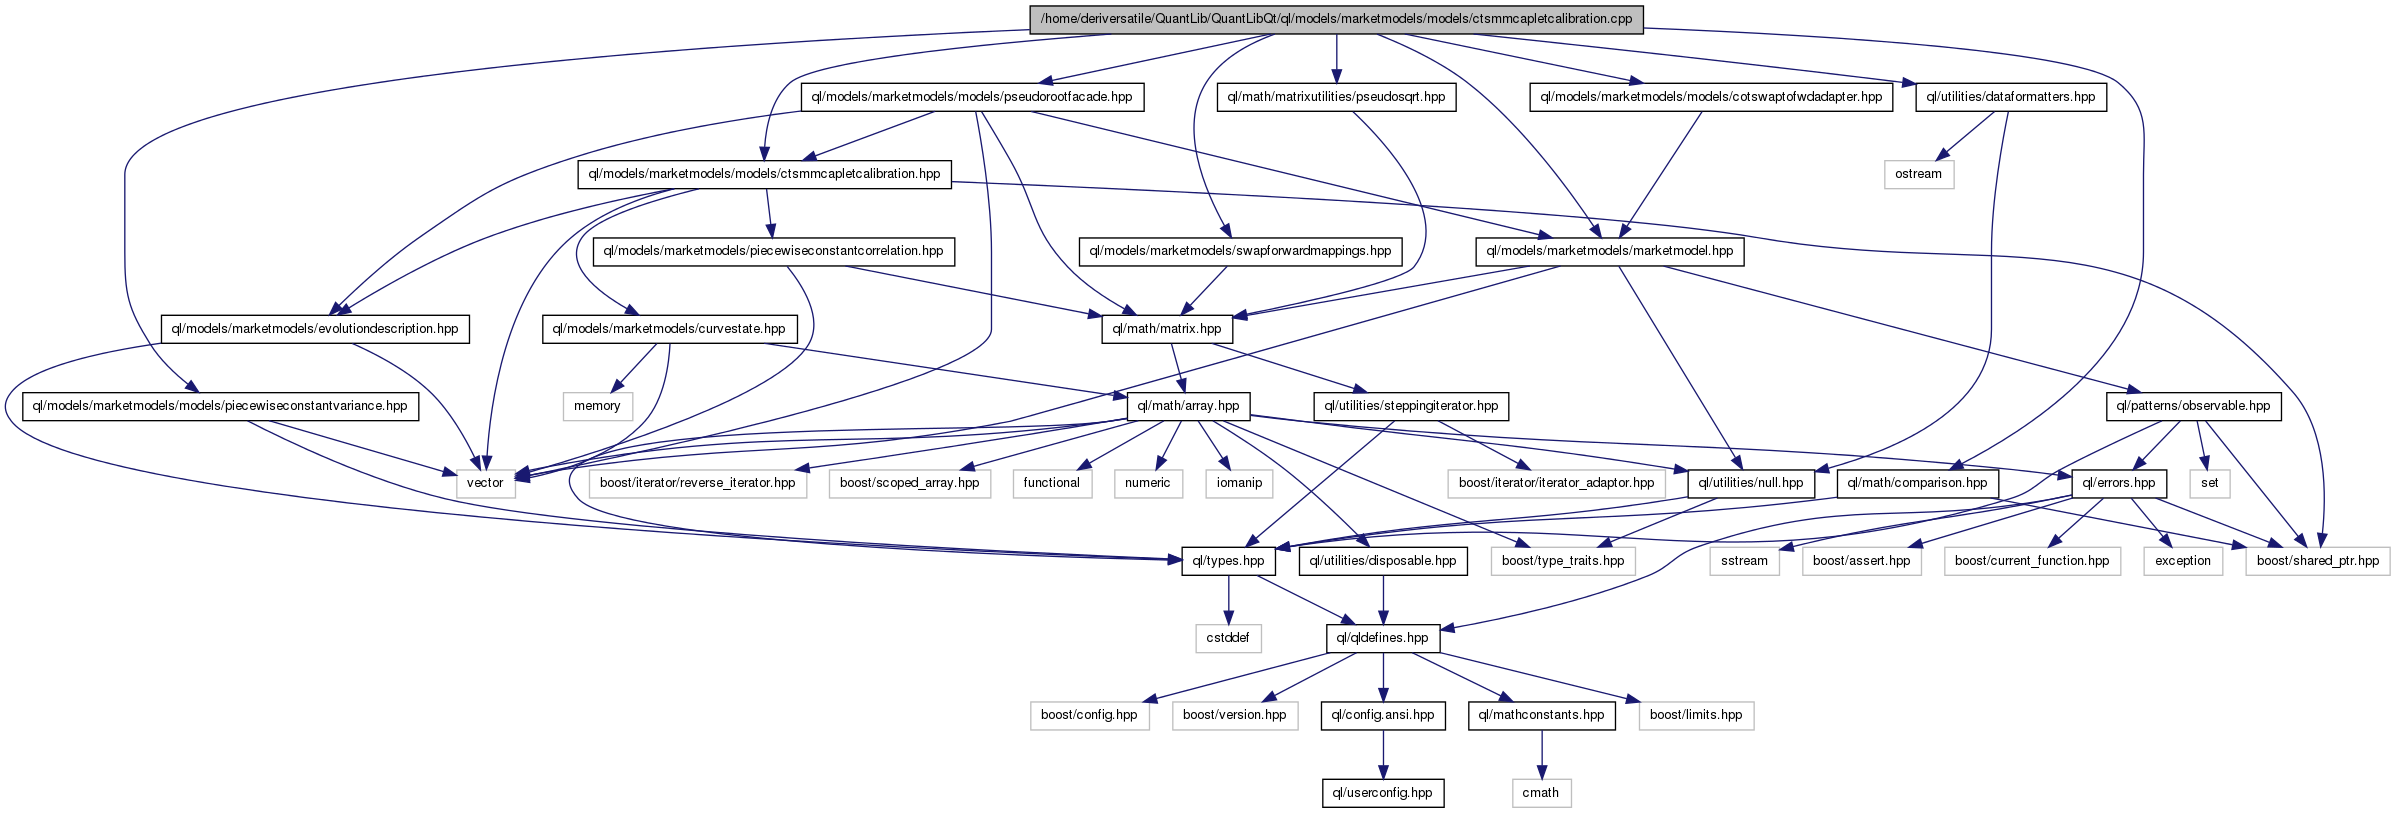 /home/deriversatile/QuantLib/QuantLibQt/ql/models/marketmodels/models/ctsmmcapletcalibration.cpp
ql/models/marketmodels/models/pseudorootfacade.hpp
ql/math/matrixutilities/pseudosqrt.hpp
ql/models/marketmodels/models/cotswaptofwdadapter.hpp
ql/utilities/dataformatters.hpp
ql/models/marketmodels/models/ctsmmcapletcalibration.hpp
ostream
ql/models/marketmodels/piecewiseconstantcorrelation.hpp
ql/models/marketmodels/swapforwardmappings.hpp
ql/models/marketmodels/marketmodel.hpp
ql/models/marketmodels/evolutiondescription.hpp
ql/models/marketmodels/curvestate.hpp
ql/math/matrix.hpp
ql/models/marketmodels/models/piecewiseconstantvariance.hpp
memory
ql/math/array.hpp
ql/utilities/steppingiterator.hpp
ql/patterns/observable.hpp
vector
boost/iterator/reverse_iterator.hpp
boost/scoped_array.hpp
functional
numeric
iomanip
boost/iterator/iterator_adaptor.hpp
ql/utilities/null.hpp
ql/math/comparison.hpp
ql/errors.hpp
set
ql/types.hpp
ql/utilities/disposable.hpp
boost/type_traits.hpp
sstream
boost/assert.hpp
boost/current_function.hpp
exception
boost/shared_ptr.hpp
cstddef
ql/qldefines.hpp
boost/config.hpp
boost/version.hpp
ql/config.ansi.hpp
ql/mathconstants.hpp
boost/limits.hpp
ql/userconfig.hpp
cmath